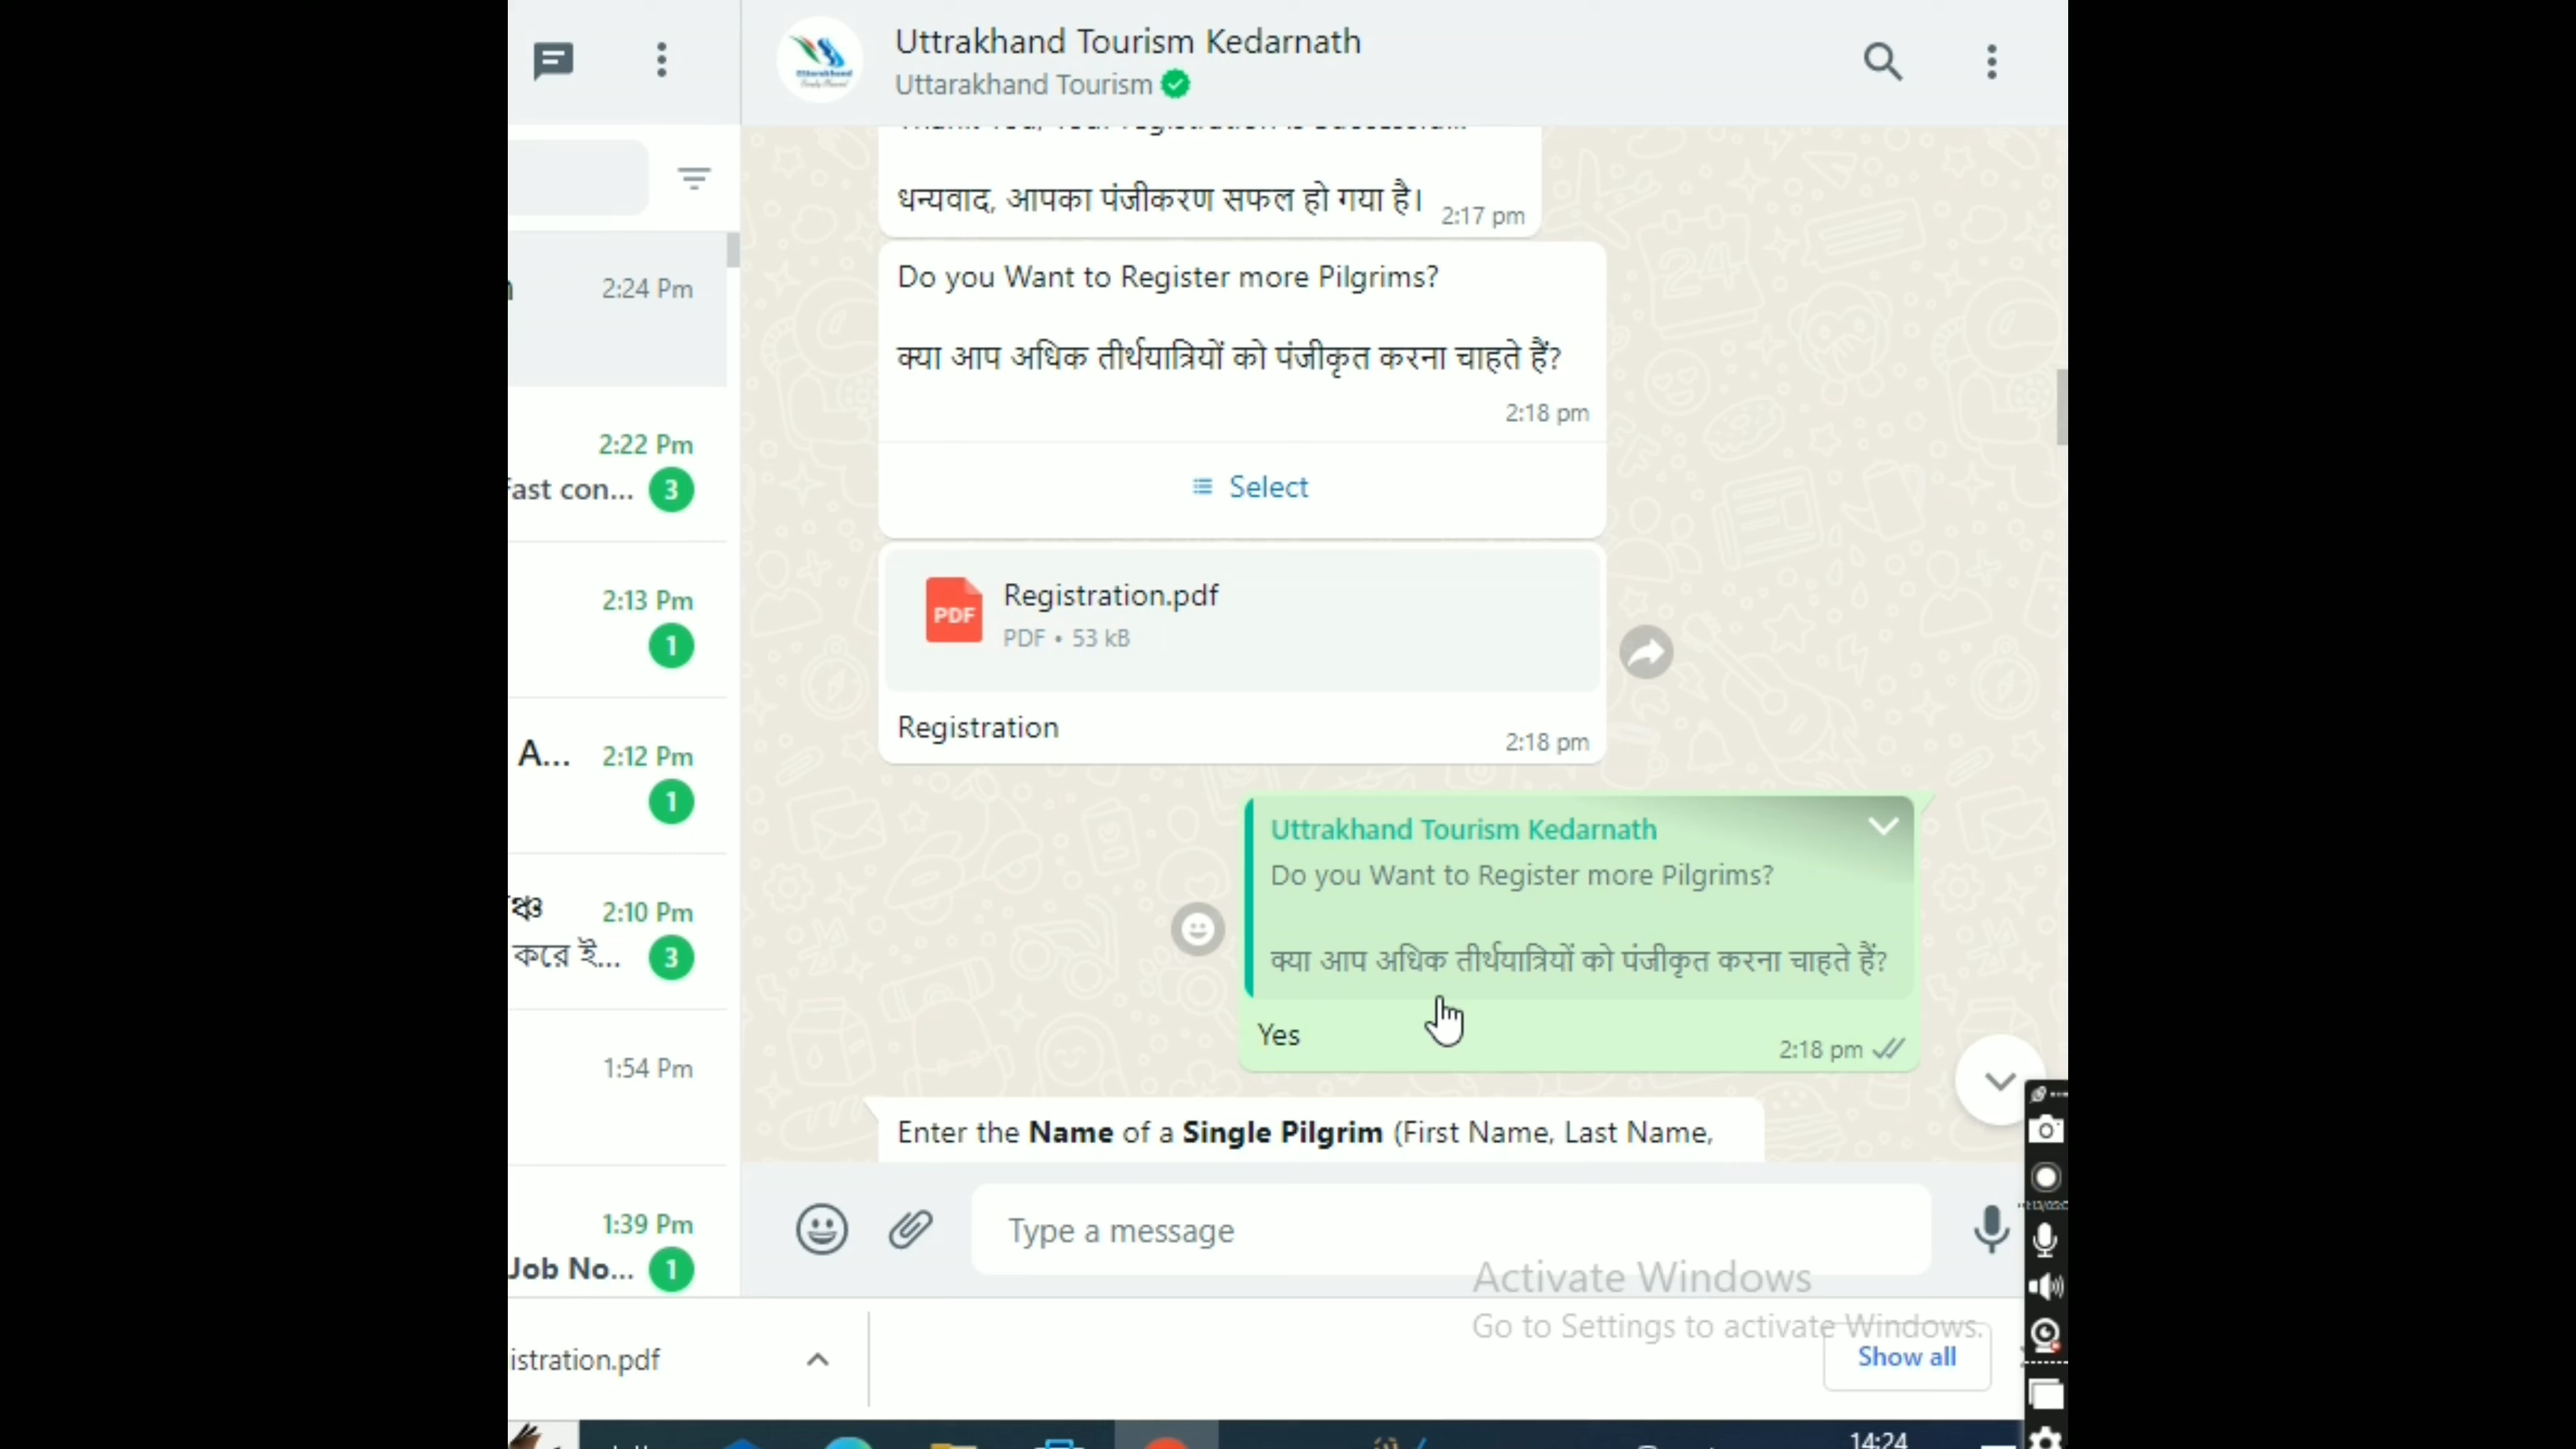 Uttrakhand Tourism Kedarnath
Uttarakhand Tourism
धन्यवाद, आपका पंजीकरण सफल हो गया है।
2:17 pm
Do you Want to Register more Pilgrims?
क्या आप अधिक तीर्थयात्रियों को पंजीकृत करना चाहते हैं?
2:18 pm
Select
PDF
Registration.pdf
PDF • 53 kB
Registration
2:18 pm
Uttrakhand Tourism Kedarnath
Do you Want to Register more Pilgrims?
क्या आप अधिक तीर्थयात्रियों को पंजीकृत करना चाहते हैं?
Yes
2:18 pm
Enter the Name of a Single Pilgrim (First Name, Last Name,
Type a message
2:24 Pm
2:22 Pm
Fast con... 3
2:13 Pm
1
A... 2:12 Pm
1
2:10 Pm
করে ই... 3
1:54 Pm
1:39 Pm
Job No... 1
Activate Windows
Go to Settings to activate Windows.
istration.pdf
Show all
14:24